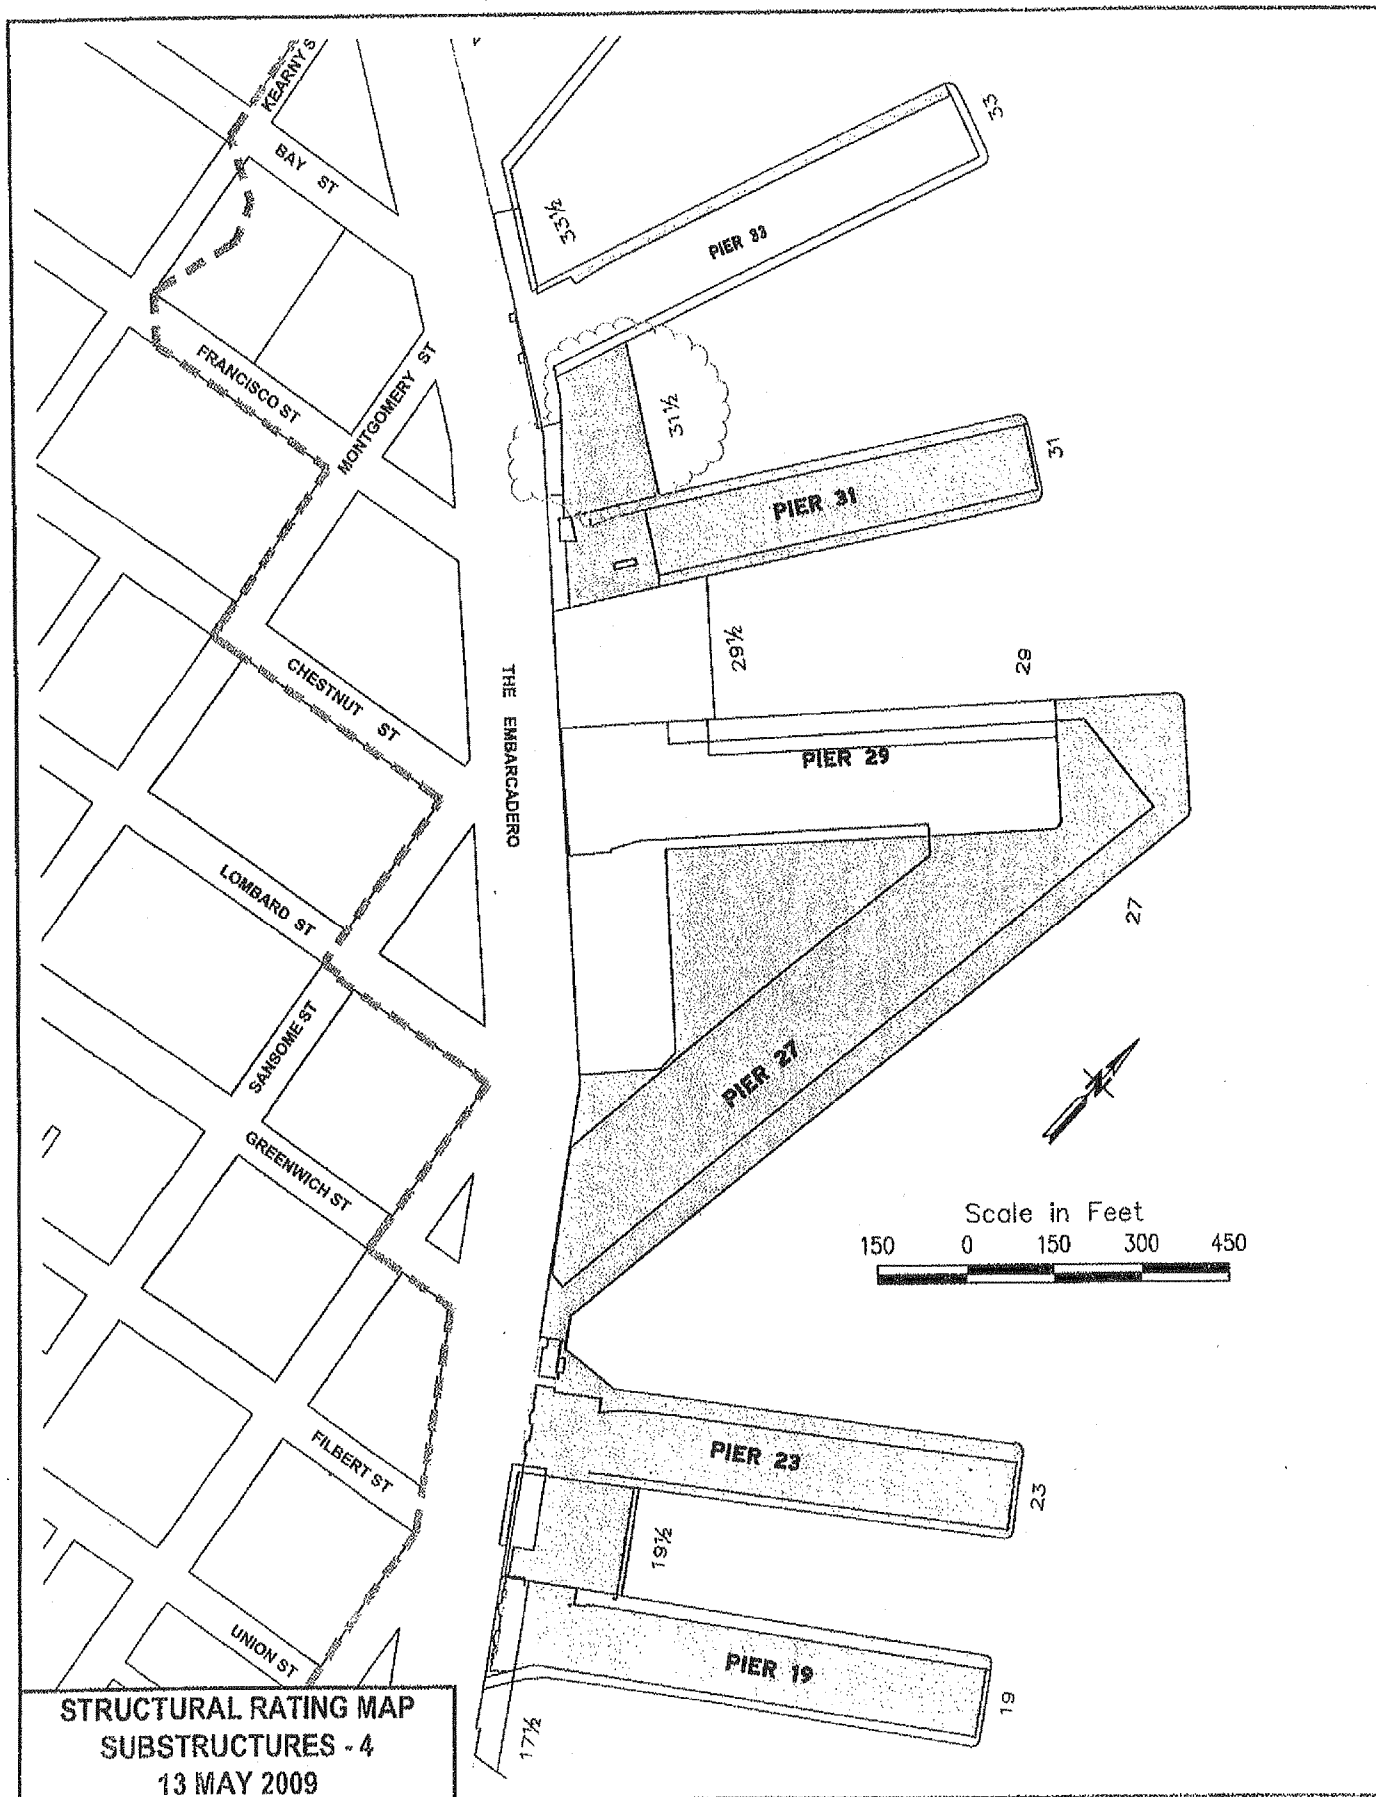 KEARNY S
BAY ST
33½
33
PIER 33
FRANCISCO ST
MONTGOMERY ST
31½
31
PIER 31
CHESTNUT ST
THE EMBARCADERO
29½
29
PIER 29
LOMBARD ST
27
SANSOME ST
PIER 27
N
GREENWICH ST
Scale in Feet
150 0 150 300 450
FILBERT ST
PIER 23
23
19½
UNION ST
PIER 19
19
17½
STRUCTURAL RATING MAP
SUBSTRUCTURES - 4
13 MAY 2009